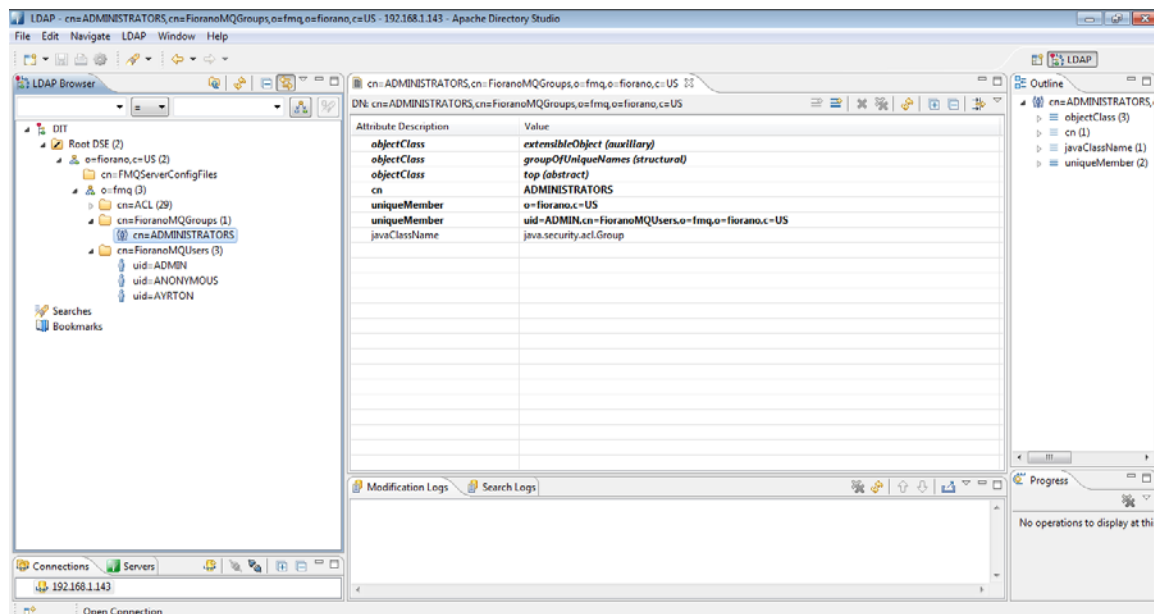 LDAP - cn=ADMINISTRATORS,cn=FioranoMQGroups,o=fmq,o=fiorano,c=US - 192.168.1.143 - Apache Directory Studio
File Edit Navigate LDAP Window Help
LDAP
LDAP Browser
=
DIT
Root DSE (2)
o=fiorano,c=US (2)
cn=FMQServerConfigFiles
o=fmq (3)
cn=ACL (29)
cn=FioranoMQGroups (1)
cn=ADMINISTRATORS
cn=FioranoMQUsers (3)
uid=ADMIN
uid=ANONYMOUS
uid=AYRTON
Searches
Bookmarks
cn=ADMINISTRATORS,cn=FioranoMQGroups,o=fmq,o=fiorano,c=US
DN: cn=ADMINISTRATORS,cn=FioranoMQGroups,o=fmq,o=fiorano,c=US
Attribute Description Value
objectClass extensibleObject (auxiliary)
objectClass groupOfUniqueNames (structural)
objectClass top (abstract)
cn ADMINISTRATORS
uniqueMember o=fiorano,c=US
uniqueMember uid=ADMIN,cn=FioranoMQUsers,o=fmq,o=fiorano,c=US
javaClassName java.security.acl.Group
Outline
cn=ADMINISTRATORS,
objectClass (3)
cn (1)
javaClassName (1)
uniqueMember (2)
Modification Logs Search Logs
Progress
No operations to display at thi
Connections Servers
192.168.1.143
Open Connection